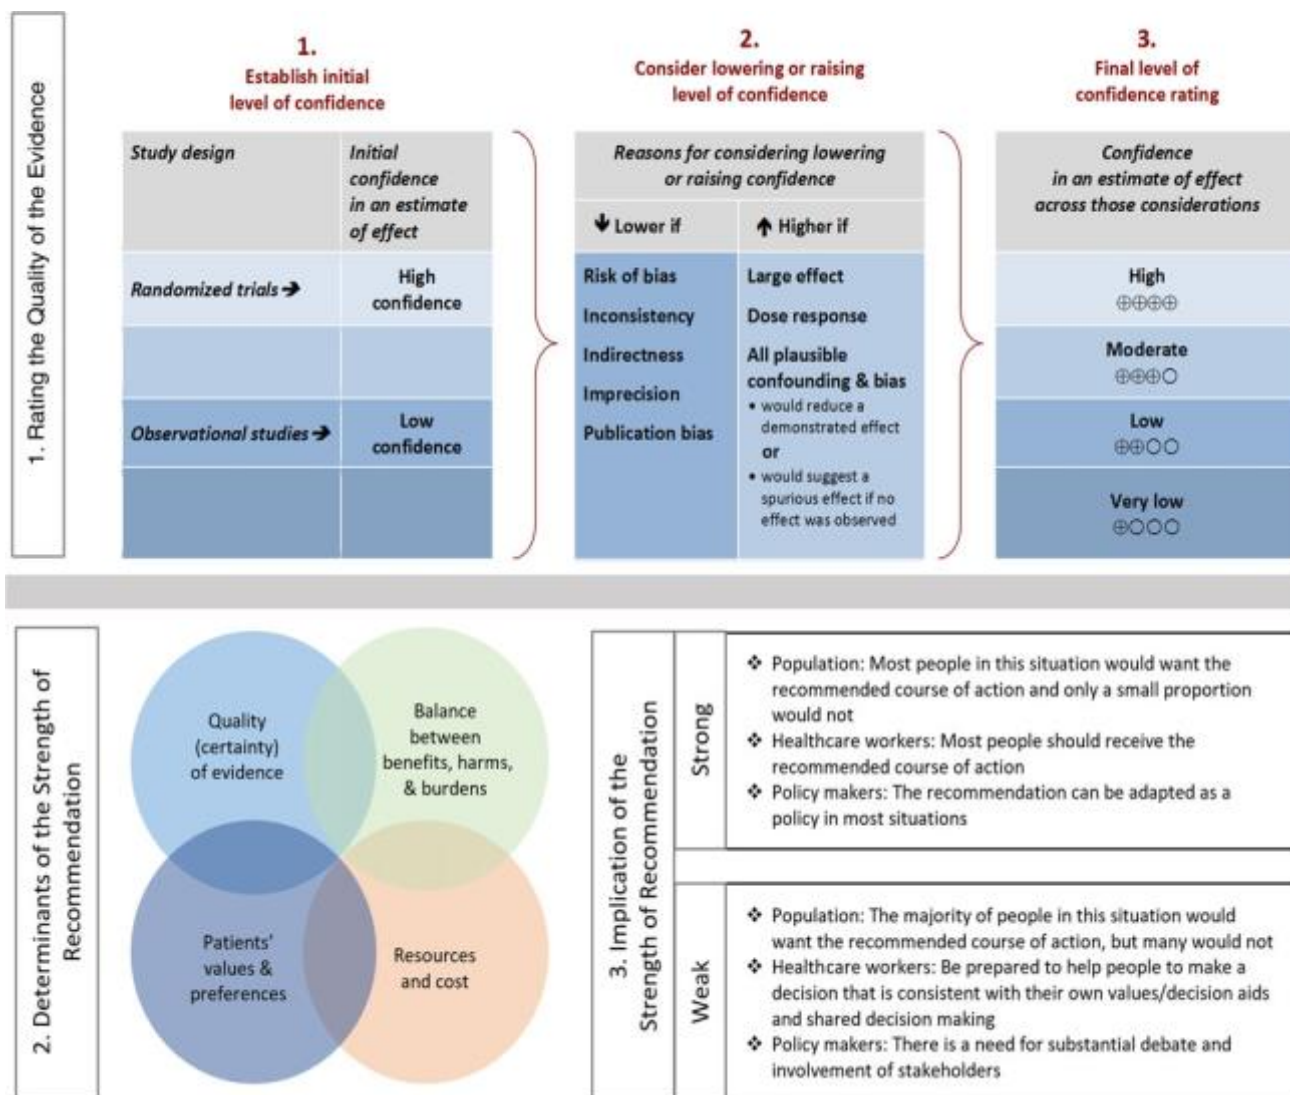 1. Rating the Quality of the Evidence
1.
Establish initial
level of confidence
2.
Consider lowering or raising
level of confidence
3.
Final level of
confidence rating
Study design
Initial
confidence
in an estimate
of effect
Randomized trials ➔
High
confidence
Observational studies ➔
Low
confidence
Reasons for considering lowering
or raising confidence
🡻 Lower if
🡹 Higher if
Risk of bias
Inconsistency
Indirectness
Imprecision
Publication bias
Large effect
Dose response
All plausible
confounding & bias
• would reduce a
demonstrated effect
or
• would suggest a
spurious effect if no
effect was observed
Confidence
in an estimate of effect
across those considerations
High
⊕⊕⊕⊕
Moderate
⊕⊕⊕○
Low
⊕⊕○○
Very low
⊕○○○
2. Determinants of the Strength of
Recommendation
Quality
(certainty)
of evidence
Balance
between
benefits, harms,
& burdens
Patients'
values &
preferences
Resources
and cost
3. Implication of the
Strength of Recommendation
Strong
❖ Population: Most people in this situation would want the
recommended course of action and only a small proportion
would not
❖ Healthcare workers: Most people should receive the
recommended course of action
❖ Policy makers: The recommendation can be adapted as a
policy in most situations
Weak
❖ Population: The majority of people in this situation would
want the recommended course of action, but many would not
❖ Healthcare workers: Be prepared to help people to make a
decision that is consistent with their own values/decision aids
and shared decision making
❖ Policy makers: There is a need for substantial debate and
involvement of stakeholders